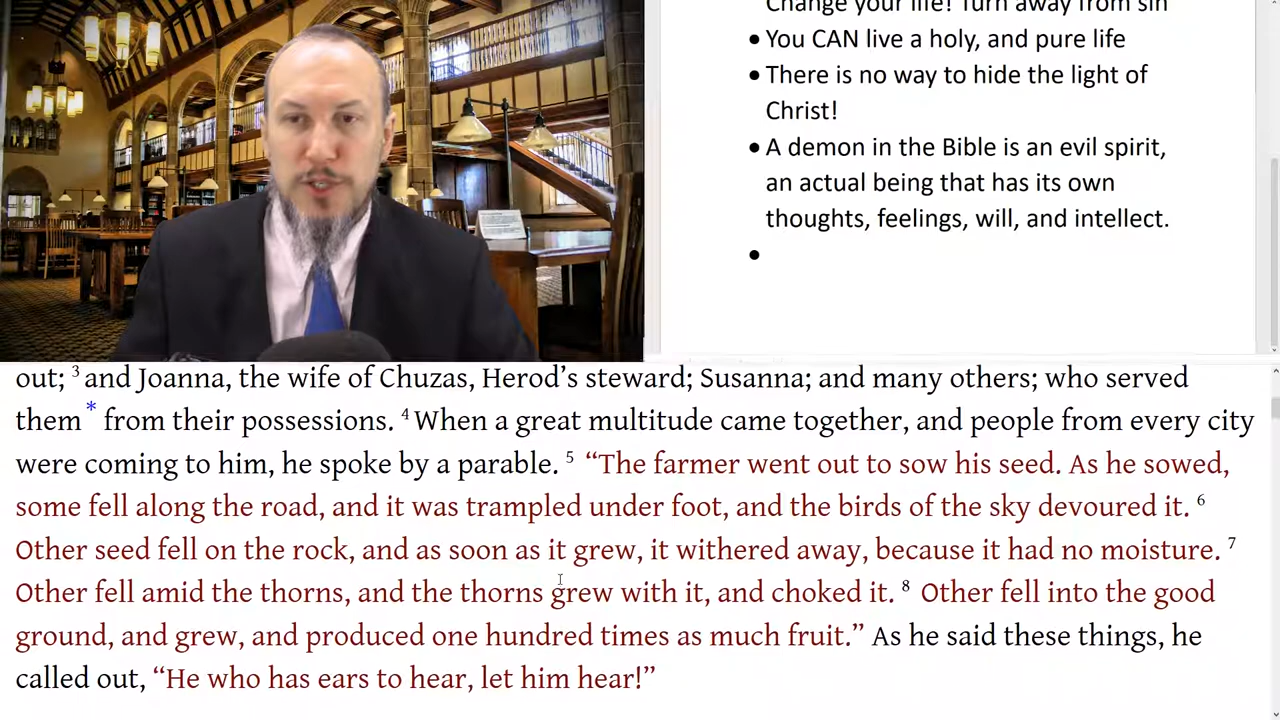 Change your life! Turn away from sin
• You CAN live a holy, and pure life
• There is no way to hide the light of
Christ!
• A demon in the Bible is an evil spirit,
an actual being that has its own
thoughts, feelings, will, and intellect.
•
out; ³ and Joanna, the wife of Chuzas, Herod’s steward; Susanna; and many others; who served
them* from their possessions. ⁴ When a great multitude came together, and people from every city
were coming to him, he spoke by a parable. ⁵ “The farmer went out to sow his seed. As he sowed,
some fell along the road, and it was trampled under foot, and the birds of the sky devoured it. ⁶
Other seed fell on the rock, and as soon as it grew, it withered away, because it had no moisture. ⁷
Other fell amid the thorns, and the thorns grew with it, and choked it. ⁸ Other fell into the good
ground, and grew, and produced one hundred times as much fruit.” As he said these things, he
called out, “He who has ears to hear, let him hear!”